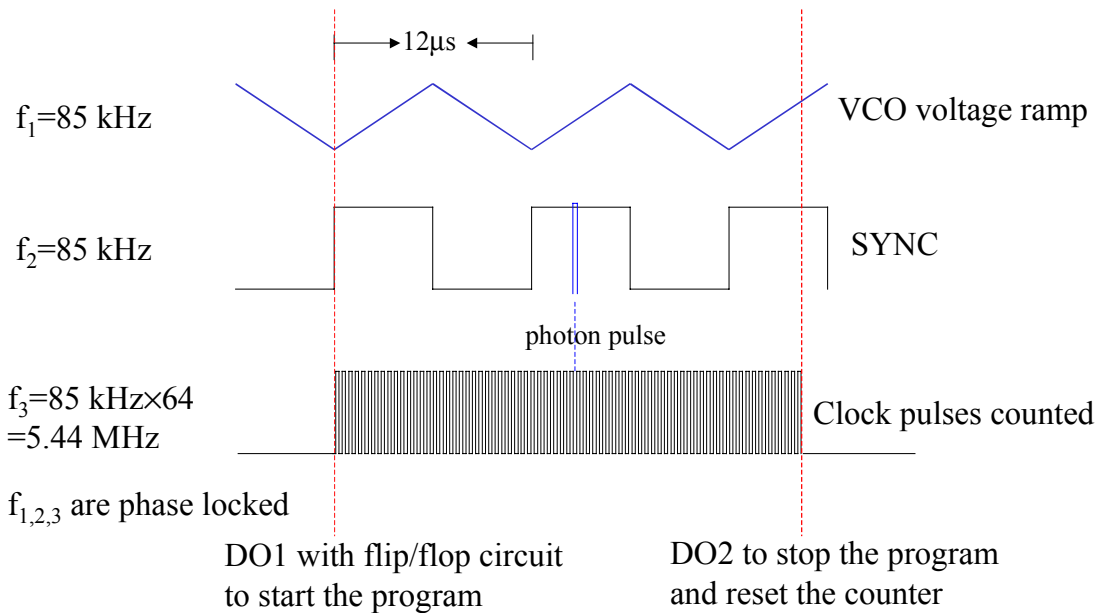 12µs
f₁=85 kHz
VCO voltage ramp
f₂=85 kHz
SYNC
photon pulse
f₃=85 kHz×64
=5.44 MHz
Clock pulses counted
f₁,₂,₃ are phase locked
DO1 with flip/flop circuit
to start the program
DO2 to stop the program
and reset the counter